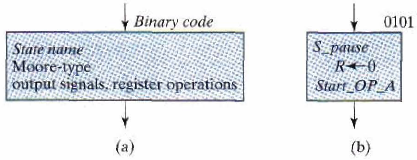 Binary code
State name
Moore-type
output signals, register operations
(a)
0101
S_pause
R ← 0
Start_OP_A
(b)